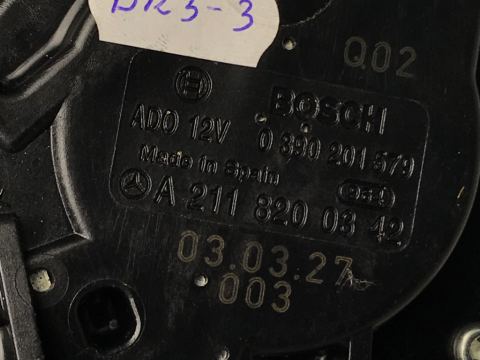 DR5-3
Q02
BOSCH
ADO 12V 0 390 201 579
Made in Spain
A 211 820 03 42
03.03.27
003